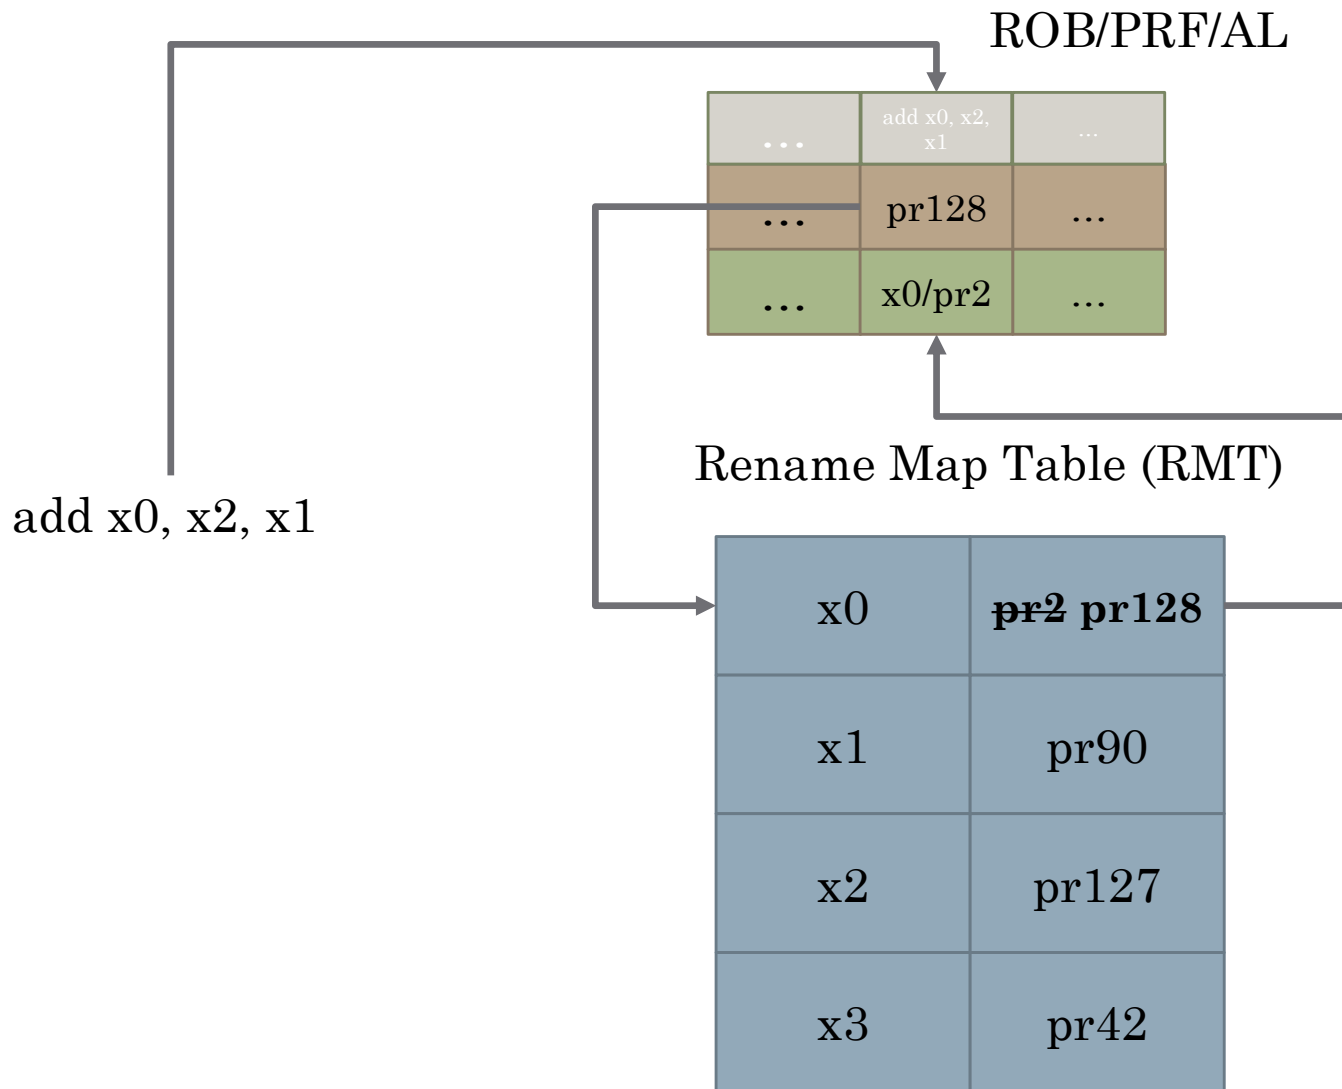 ROB/PRF/AL
... add x0, x2, ...
x1
... pr128 ...
... x0/pr2 ...
Rename Map Table (RMT)
add x0, x2, x1
x0 pr2 pr128
x1 pr90
x2 pr127
x3 pr42